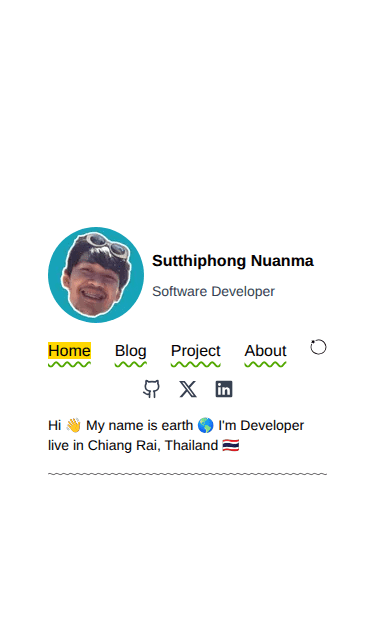 Sutthiphong Nuanma
Software Developer
Home Blog Project About
Hi 👋 My name is earth 🌎 I'm Developer
live in Chiang Rai, Thailand 🇹🇭